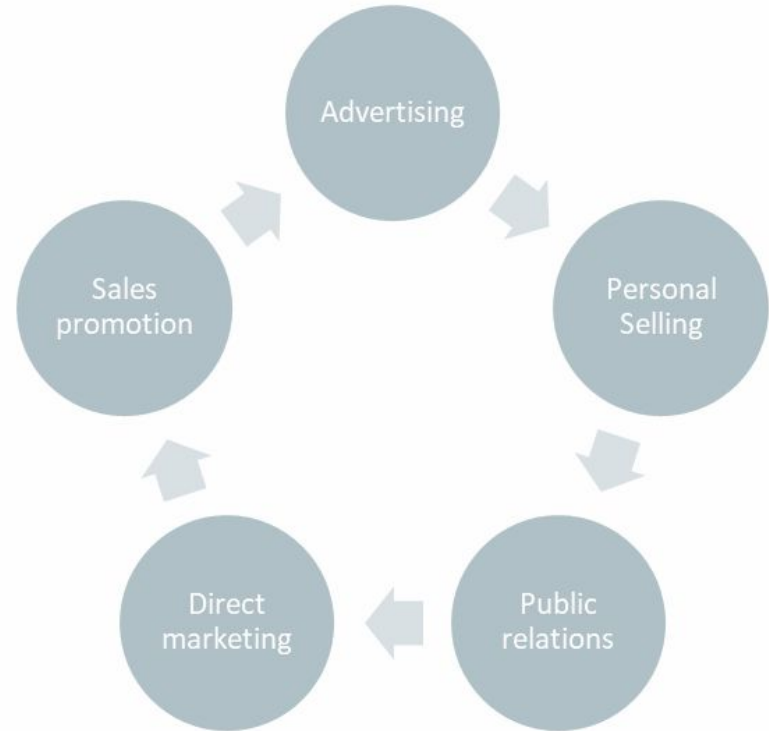 Advertising
Personal
Selling
Public
relations
Direct
marketing
Sales
promotion